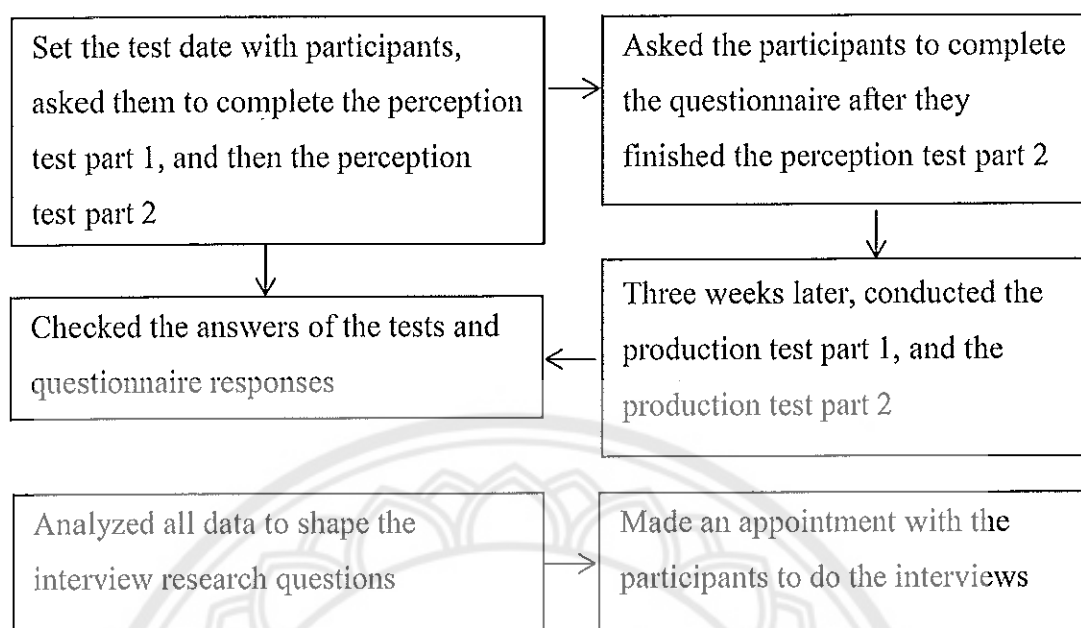 Set the test date with participants,
asked them to complete the perception
test part 1, and then the perception
test part 2
Asked the participants to complete
the questionnaire after they
finished the perception test part 2
Three weeks later, conducted the
production test part 1, and the
production test part 2
Checked the answers of the tests and
questionnaire responses
Analyzed all data to shape the
interview research questions
Made an appointment with the
participants to do the interviews